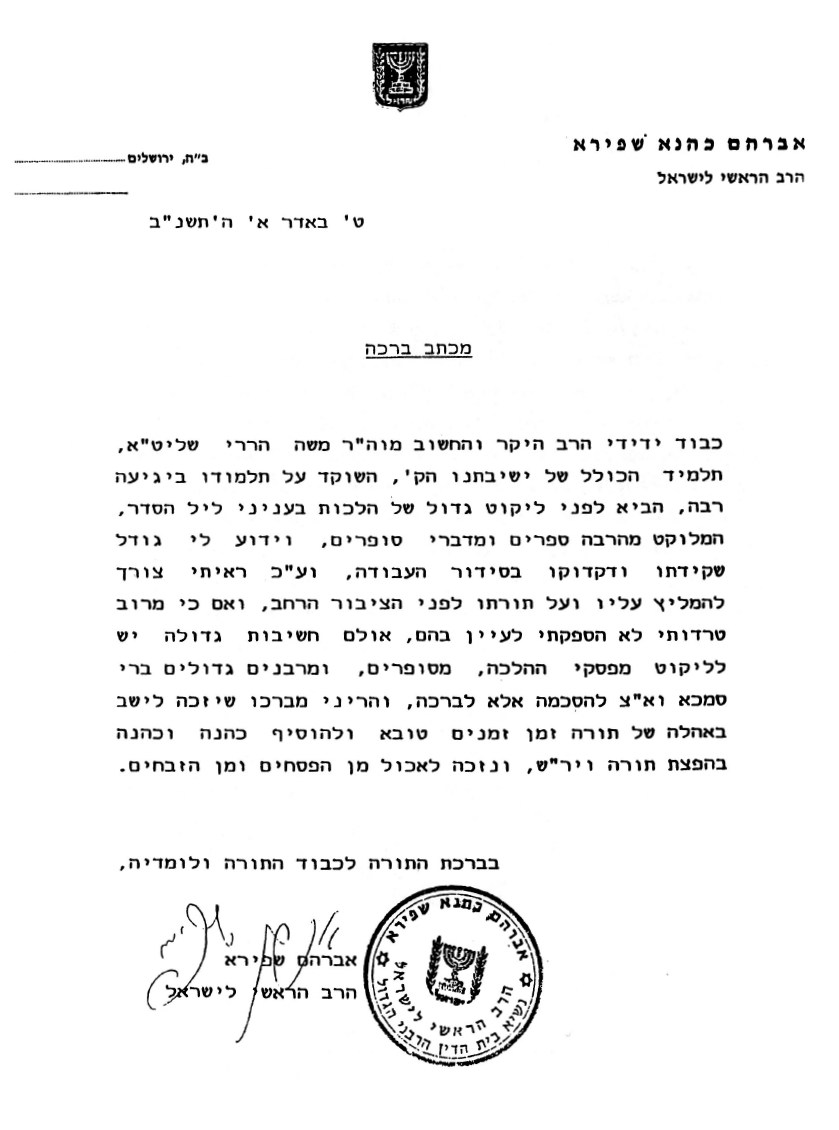 ישראל
אברהם כהנא שפירא
הרב הראשי לישראל
ב"ה, ירושלים
ט' באדר א' ה'תשנ"ב
מכתב ברכה
כבוד ידידי הרב היקר והחשוב מוה"ר משה הררי שליט"א,
תלמיד הכולל של ישיבתנו הק', השוקד על תלמודו ביגיעה
רבה, הביא לפני ליקוט גדול של הלכות בעניני ליל הסדר,
המלוקט מהרבה ספרים ומדברי סופרים, וידוע לי גודל
שקידתו ודקדוקו בסידור העבודה, וע"כ ראיתי צורך
להמליץ עליו ועל תורתו לפני הציבור הרחב, ואם כי מרוב
טרדותי לא הספקתי לעיין בהם, אולם חשיבות גדולה יש
לליקוט מפסקי ההלכה, מסופרים, ומרבנים גדולים ברי
סמכא וא"צ להסכמה אלא לברכה, והריני מברכו שיזכה לישב
באהלה של תורה זמן זמנים טובא ולהוסיף כהנה וכהנה
בהפצת תורה ויר"ש, ונזכה לאכול מן הפסחים ומן הזבחים.
בברכת התורה לכבוד התורה ולומדיה,
אברהם שפירא
הרב הראשי לישראל
אברהם כהנא שפירא
הרב הראשי לישראל
נשיא בית הדין הרבני הגדול